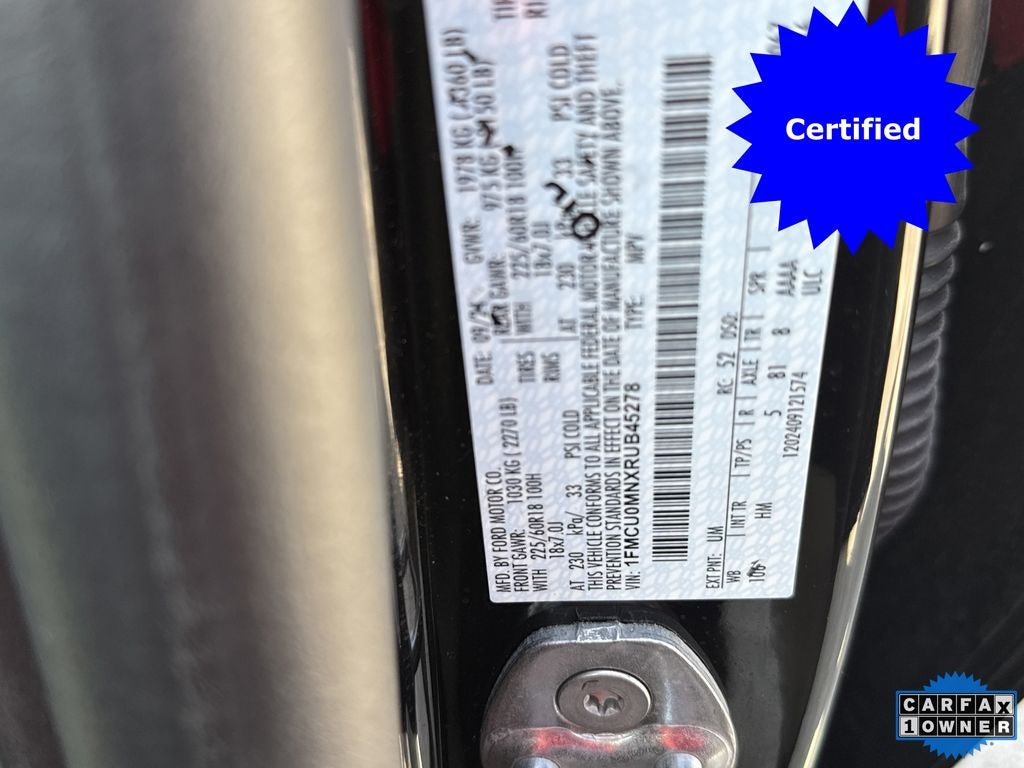 MFD. BY FORD MOTOR CO. DATE: 09/24 GVWR: 1978 KG ( 4360 LB)
FRONT GAWR: 1030 KG ( 2270 LB) GAWR: 975 KG 50 LB)
WITH 225/60R18 100H TIRES WITH 225/60R18 100H
18x7.0J RIMS 18x7.0J
AT 230 kPa/ 33 PSI COLD AT 230 33 PSI COLD
THIS VEHICLE CONFORMS TO ALL APPLICABLE FEDERAL MOTOR SAFETY AND THEFT
PREVENTION STANDARDS IN EFFECT ON THE DATE OF MANUFACTURE SHOWN ABOVE.
VIN: 1FMCU0MNXRUB45278 TYPE: MPV
EXT PNT: UM RC: 52 DSO:
WB INT TR TP/PS R AXLE TR SPR
106 HM 5 81 8 AAAA
1202409121574 ULC
Certified
CARFAX
1 OWNER